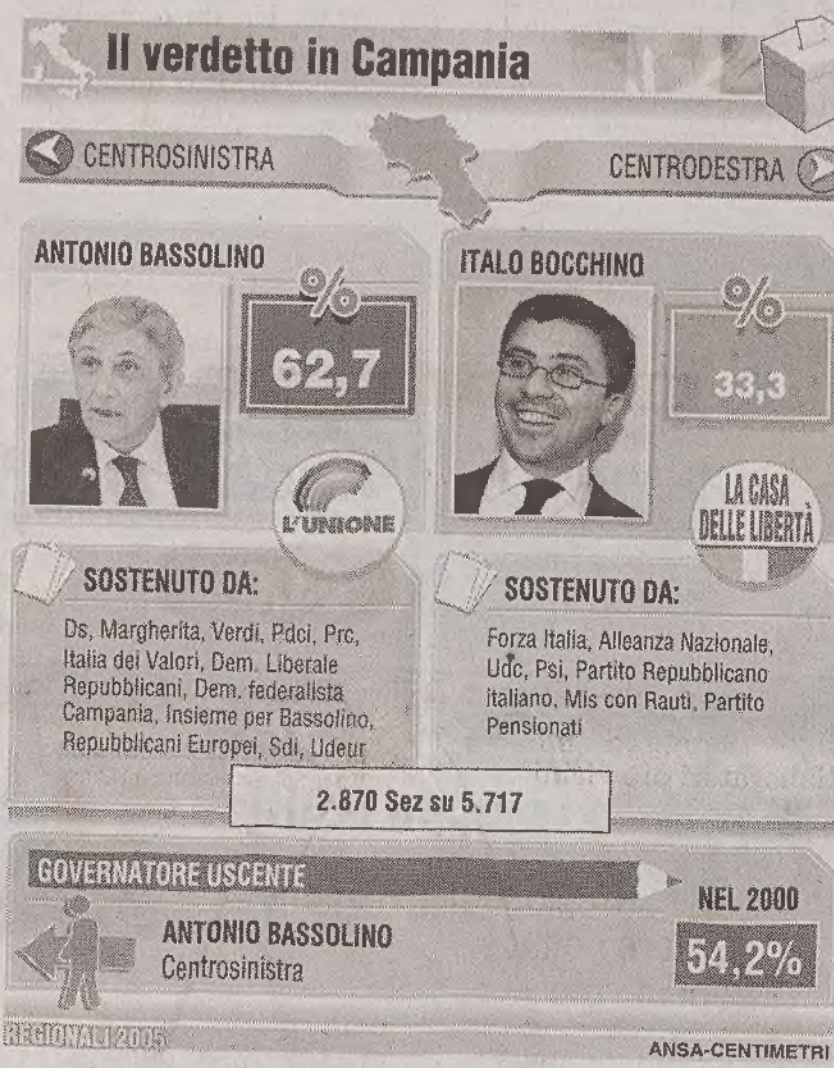 Il verdetto in Campania
CENTROSINISTRA
CENTRODESTRA
ANTONIO BASSOLINO
%
62,7
L'UNIONE
SOSTENUTO DA:
Ds, Margherita, Verdi, Pdci, Prc,
Italia dei Valori, Dem. Liberale
Repubblicani, Dem. federalista
Campania, Insieme per Bassolino,
Repubblicani Europei, Sdi, Udeur
ITALO BOCCHINO
%
33,3
LA CASA
DELLE LIBERTÀ
SOSTENUTO DA:
Forza Italia, Alleanza Nazionale,
Udc, Psi, Partito Repubblicano
italiano, Mis con Rauti, Partito
Pensionati
2.870 Sez su 5.717
GOVERNATORE USCENTE
ANTONIO BASSOLINO
Centrosinistra
NEL 2000
54,2%
REGIONALI 2005
ANSA-CENTIMETRI